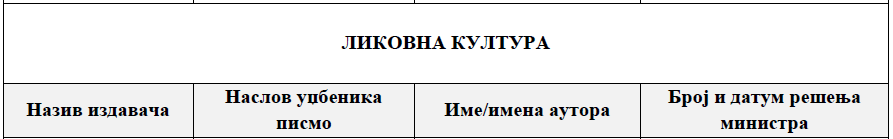 ЛИКОВНА КУЛТУРА
Назив издавача
Наслов уџбеника
писмо
Име/имена аутора
Број и датум решења
министра